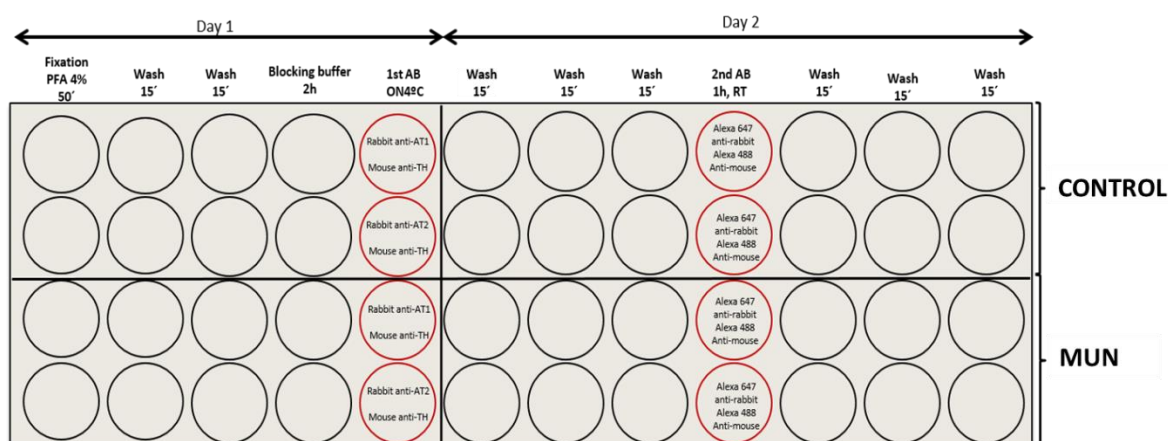 Day 1
Day 2
Fixation
PFA 4%
50´
Wash
15´
Wash
15´
Blocking buffer
2h
1st AB
ON4ºC
Wash
15´
Wash
15´
Wash
15´
2nd AB
1h, RT
Wash
15´
Wash
15´
Wash
15´
Rabbit anti-AT1
Mouse anti-TH
Alexa 647
anti-rabbit
Alexa 488
Anti-mouse
Rabbit anti-AT2
Mouse anti-TH
Alexa 647
anti-rabbit
Alexa 488
Anti-mouse
CONTROL
Rabbit anti-AT1
Mouse anti-TH
Alexa 647
anti-rabbit
Alexa 488
Anti-mouse
Rabbit anti-AT2
Mouse anti-TH
Alexa 647
anti-rabbit
Alexa 488
Anti-mouse
MUN